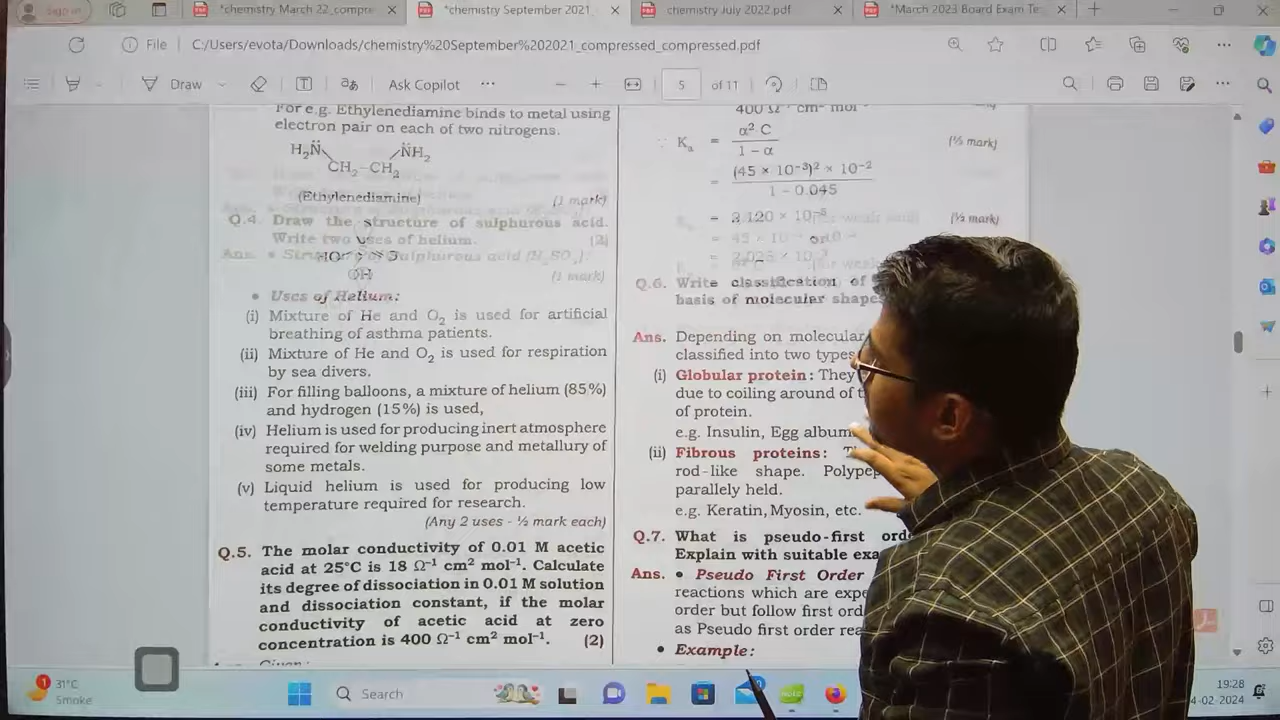 Sign in
*chemistry March 22_compre
*chemistry September 2021
chemistry July 2022.pdf
*March 2023 Board Exam Te
File
C:/Users/evota/Downloads/chemistry%20September%202021_compressed_compressed.pdf
Draw
Ask Copilot
5 of 11
For e.g. Ethylenediamine binds to metal using
electron pair on each of two nitrogens.
H₂N̈ N̈H₂
CH₂–CH₂
(Ethylenediamine)
(1 mark)
Q.4. Draw the structure of sulphurous acid.
Write two uses of helium. (2)
OH
(1 mark)
• Uses of Helium:
(i) Mixture of He and O₂ is used for artificial
breathing of asthma patients.
(ii) Mixture of He and O₂ is used for respiration
by sea divers.
(iii) For filling balloons, a mixture of helium (85%)
and hydrogen (15%) is used,
(iv) Helium is used for producing inert atmosphere
required for welding purpose and metallury of
some metals.
(v) Liquid helium is used for producing low
temperature required for research.
(Any 2 uses - ½ mark each)
Q.5. The molar conductivity of 0.01 M acetic
acid at 25°C is 18 Ω⁻¹ cm² mol⁻¹. Calculate
its degree of dissociation in 0.01 M solution
and dissociation constant, if the molar
conductivity of acetic acid at zero
concentration is 400 Ω⁻¹ cm² mol⁻¹. (2)
400 Ω⁻¹ cm² mol⁻¹
∵ Kₐ = α² C / 1 – α (½ mark)
= (45 × 10⁻³)² × 10⁻² / 1 – 0.045
(½ mark)
Q.6. Write classification of
basis of molecular shapes
Ans. Depending on molecular
classified into two types
(i) Globular protein: They
due to coiling around of
of protein.
e.g. Insulin, Egg album
(ii) Fibrous proteins:
rod-like shape. Polypep
parallely held.
e.g. Keratin, Myosin, etc.
Q.7. What is pseudo-first ord
Explain with suitable exa
Ans. • Pseudo First Order
reactions which are expe
order but follow first ord
as Pseudo first order rea
• Example:
1
31°C
Smoke
Search
19:28
4-02-2024